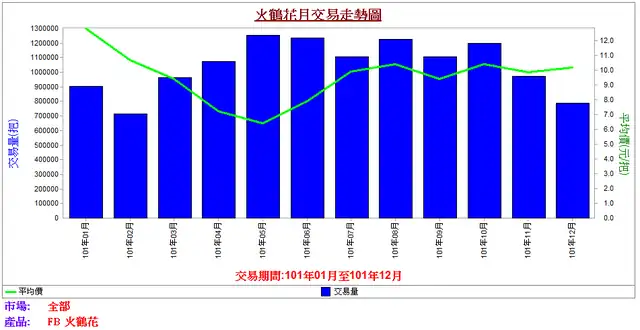 火鶴花月交易走勢圖
1300000
1200000
1100000
1000000
900000
800000
700000
600000
500000
400000
300000
200000
100000
0
交易量(把)
12.0
11.0
10.0
9.0
8.0
7.0
6.0
5.0
4.0
3.0
2.0
1.0
0.0
平均價(元/把)
101年01月
101年02月
101年03月
101年04月
101年05月
101年06月
101年07月
101年08月
101年09月
101年10月
101年11月
101年12月
交易期間:101年01月至101年12月
平均價 交易量
市場: 全部
產品: FB 火鶴花